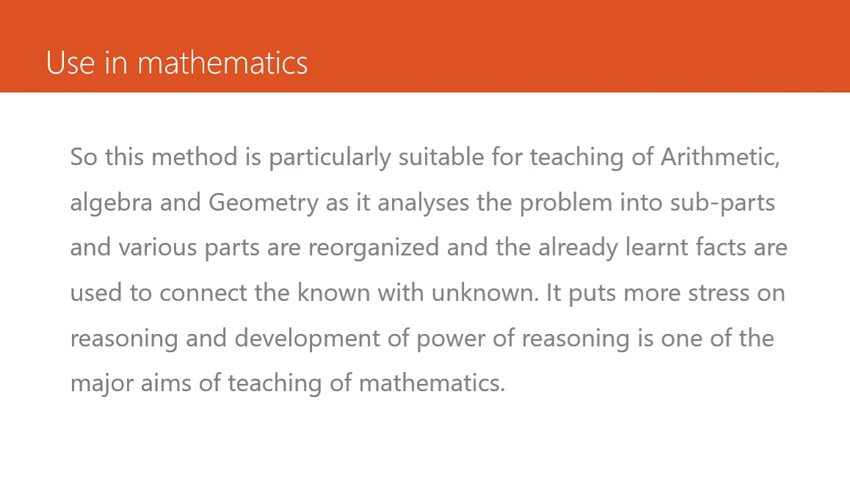 Use in mathematics
So this method is particularly suitable for teaching of Arithmetic,
algebra and Geometry as it analyses the problem into sub-parts
and various parts are reorganized and the already learnt facts are
used to connect the known with unknown. It puts more stress on
reasoning and development of power of reasoning is one of the
major aims of teaching of mathematics.